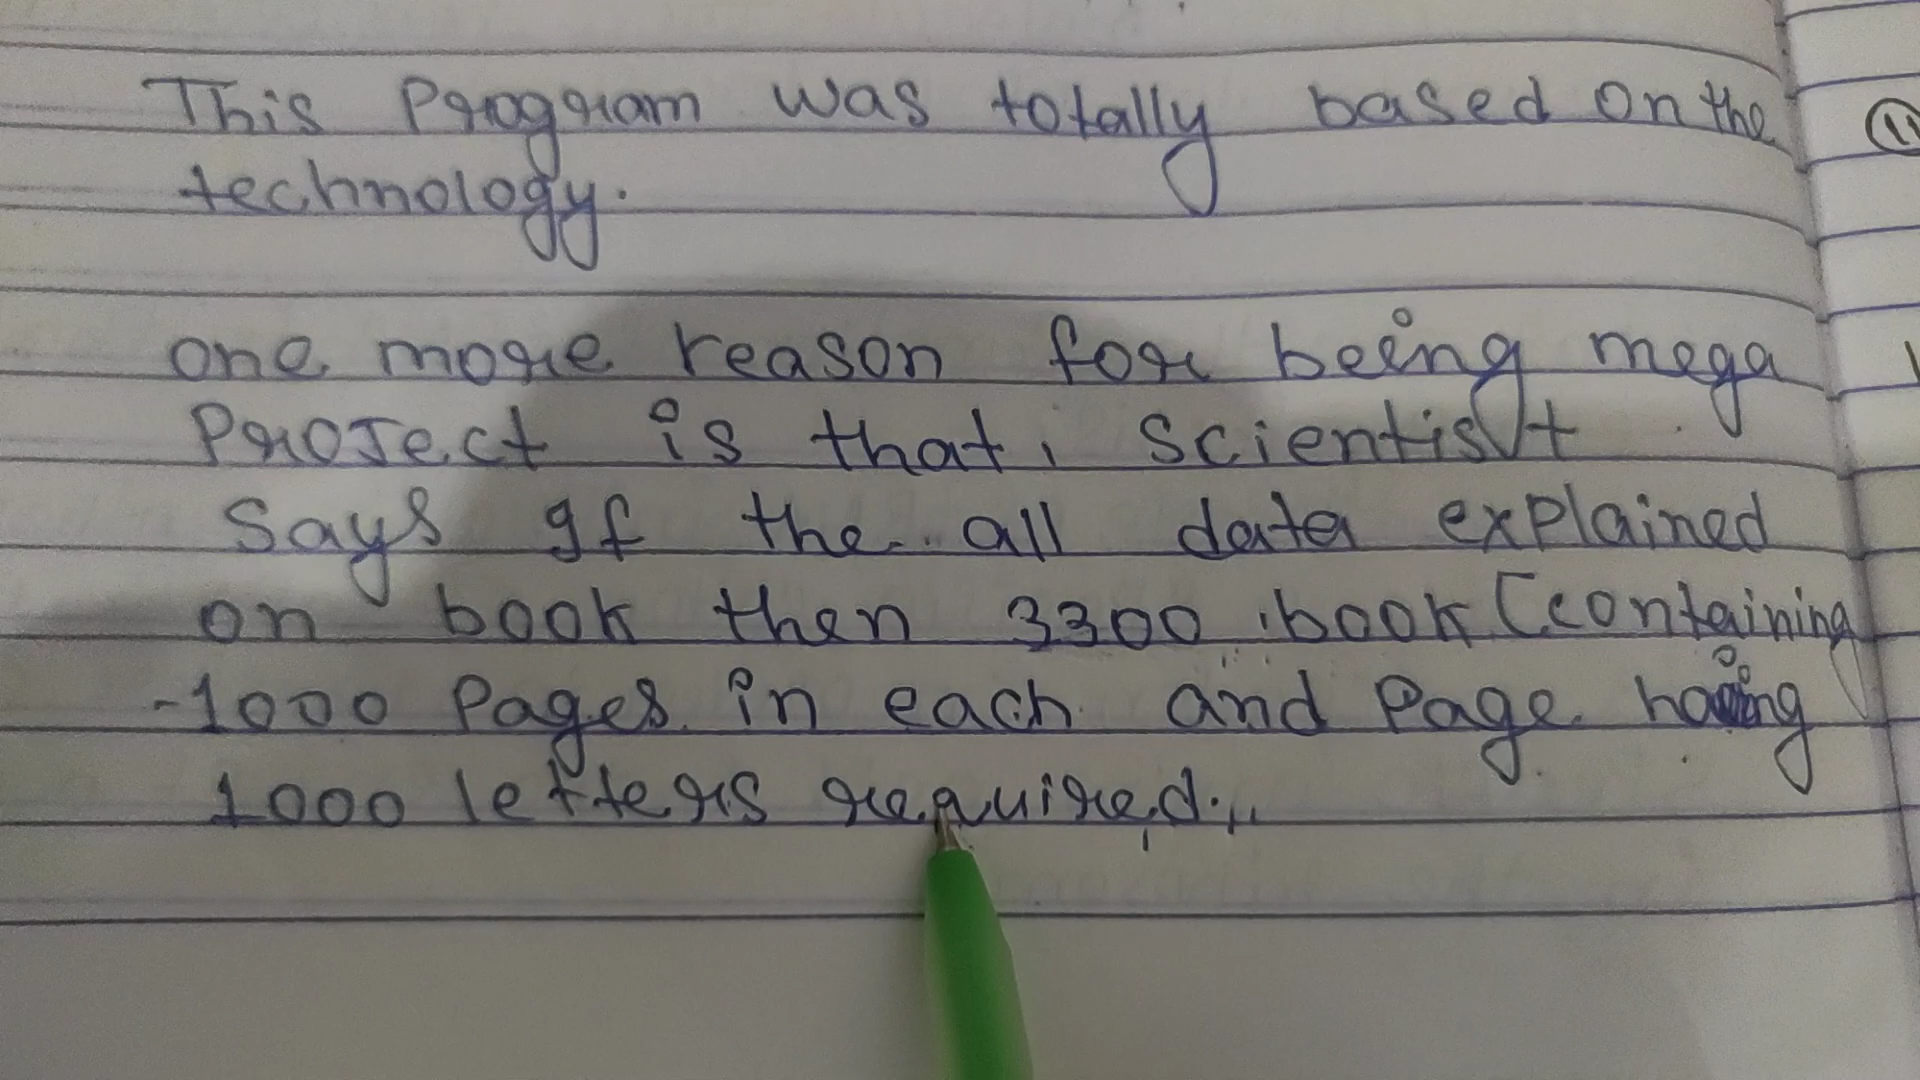 This Program was totally based on the
technology.
one more reason for being mega
Project is that, Scientist
Says If the all data explained
on book then 3300 book [containing
-1000 Pages in each and Page having
1000 letters required.,,
11